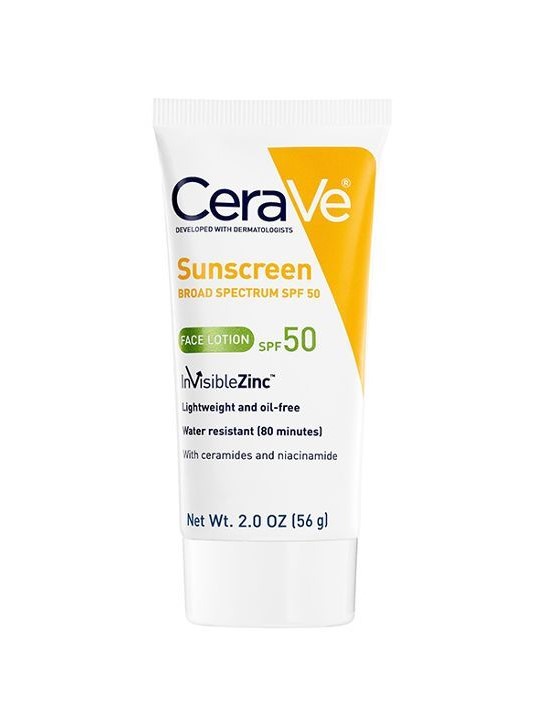 CeraVe®
DEVELOPED WITH DERMATOLOGISTS
Sunscreen
BROAD SPECTRUM SPF 50
FACE LOTION SPF 50
InVisibleZinc™
Lightweight and oil-free
Water resistant (80 minutes)
With ceramides and niacinamide
Net Wt. 2.0 OZ (56 g)